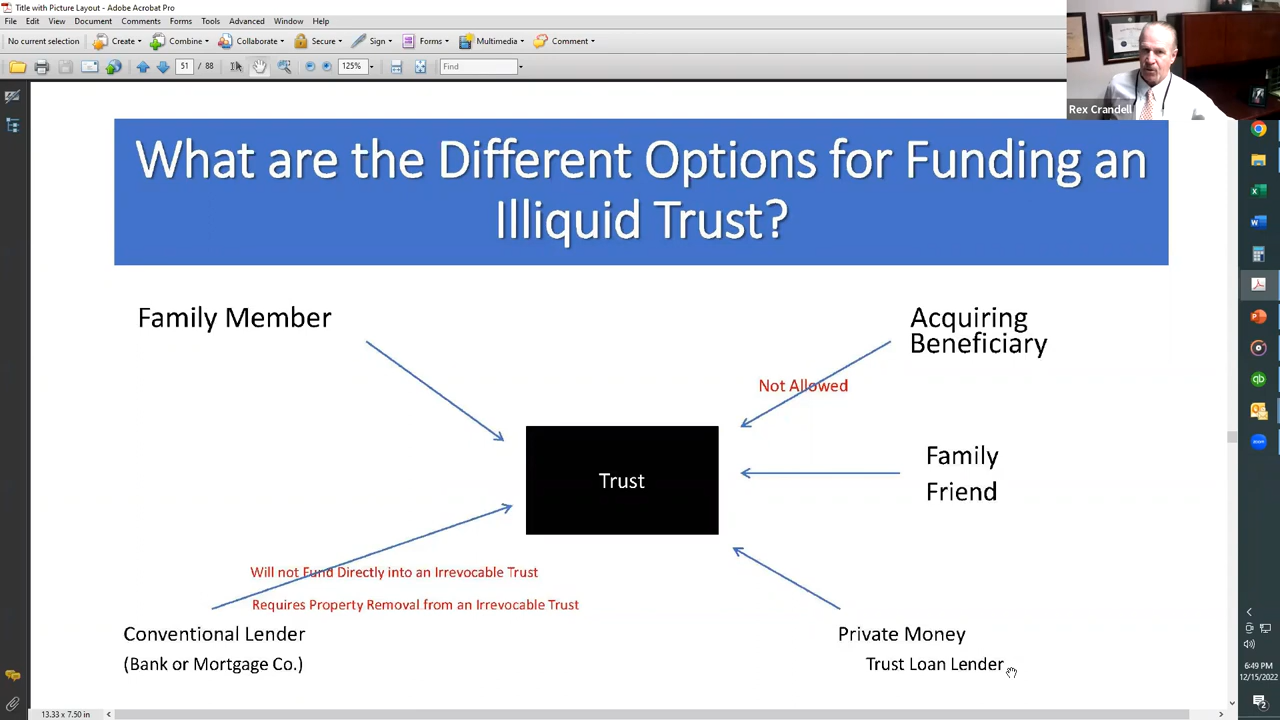 Title with Picture Layout - Adobe Acrobat Pro
File Edit View Document Comments Forms Tools Advanced Window Help
No current selection Create Combine Collaborate Secure Sign Forms Multimedia Comment
51 / 88 125% Find
Rex Crandell
What are the Different Options for Funding an
Illiquid Trust?
Family Member
Acquiring
Beneficiary
Not Allowed
Trust
Family
Friend
Will not Fund Directly into an Irrevocable Trust
Requires Property Removal from an Irrevocable Trust
Conventional Lender
(Bank or Mortgage Co.)
Private Money
Trust Loan Lender
6:49 PM
12/15/2022
13.33 x 7.50 in